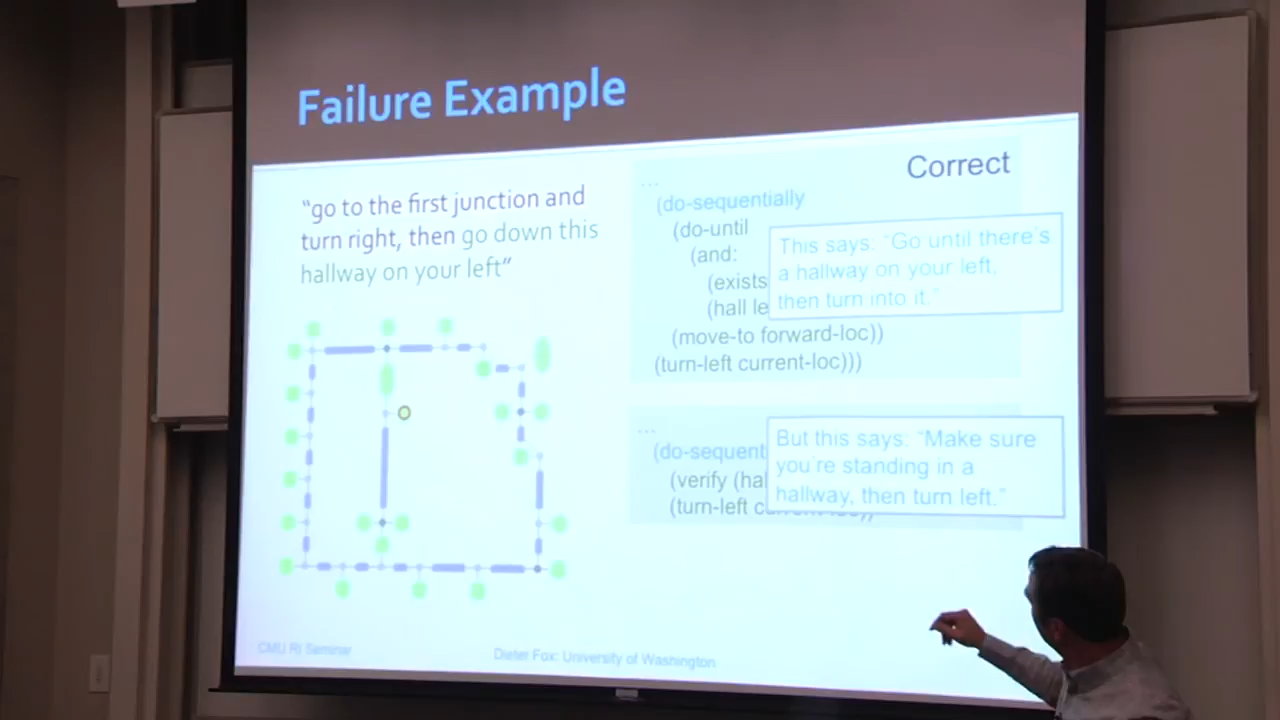 Failure Example
“go to the first junction and
turn right, then go down this
hallway on your left”
Correct
...
(do-sequentially
(do-until
(and:
(exists
(hall le
(move-to forward-loc))
(turn-left current-loc)))
This says: “Go until there's
a hallway on your left,
then turn into it.”
...
(do-sequent
(verify (hal
(turn-left
But this says: “Make sure
you're standing in a
hallway, then turn left.”
CMU RI Seminar
Dieter Fox: University of Washington